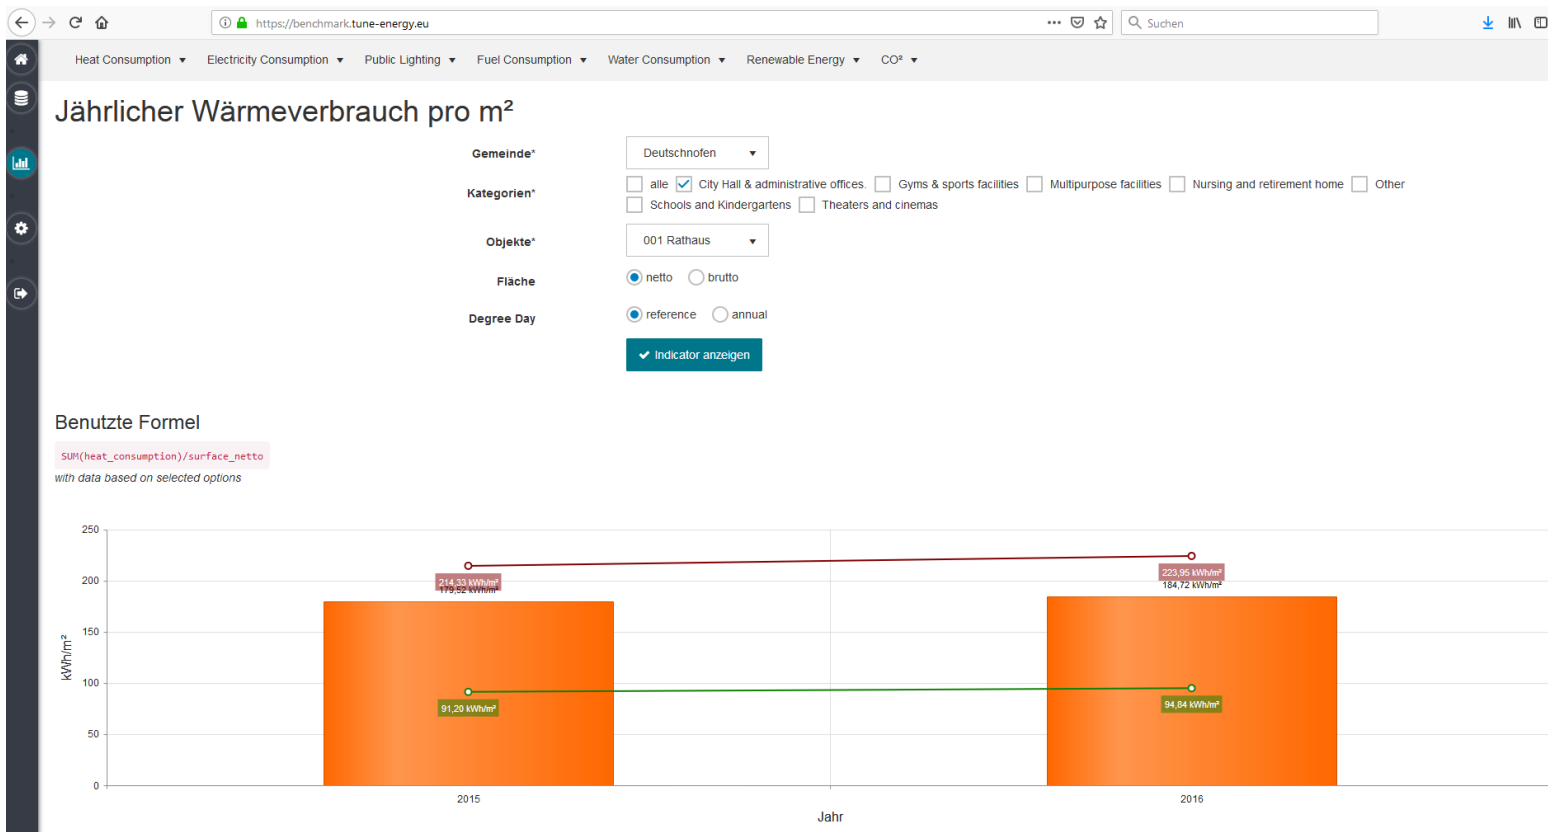 https://benchmark.tune-energy.eu
Suchen
Heat Consumption Electricity Consumption Public Lighting Fuel Consumption Water Consumption Renewable Energy CO²
Jährlicher Wärmeverbrauch pro m²
Gemeinde* Deutschnofen
Kategorien* alle City Hall & administrative offices. Gyms & sports facilities Multipurpose facilities Nursing and retirement home Other
Schools and Kindergartens Theaters and cinemas
Objekte* 001 Rathaus
Fläche netto brutto
Degree Day reference annual
Indicator anzeigen
Benutzte Formel
SUM(heat_consumption)/surface_netto
with data based on selected options
250
200
150
100
50
0
kWh/m²
214,33 kWh/m²
179,52 kWh/m²
91,20 kWh/m²
223,95 kWh/m²
184,72 kWh/m²
94,84 kWh/m²
2015 2016
Jahr